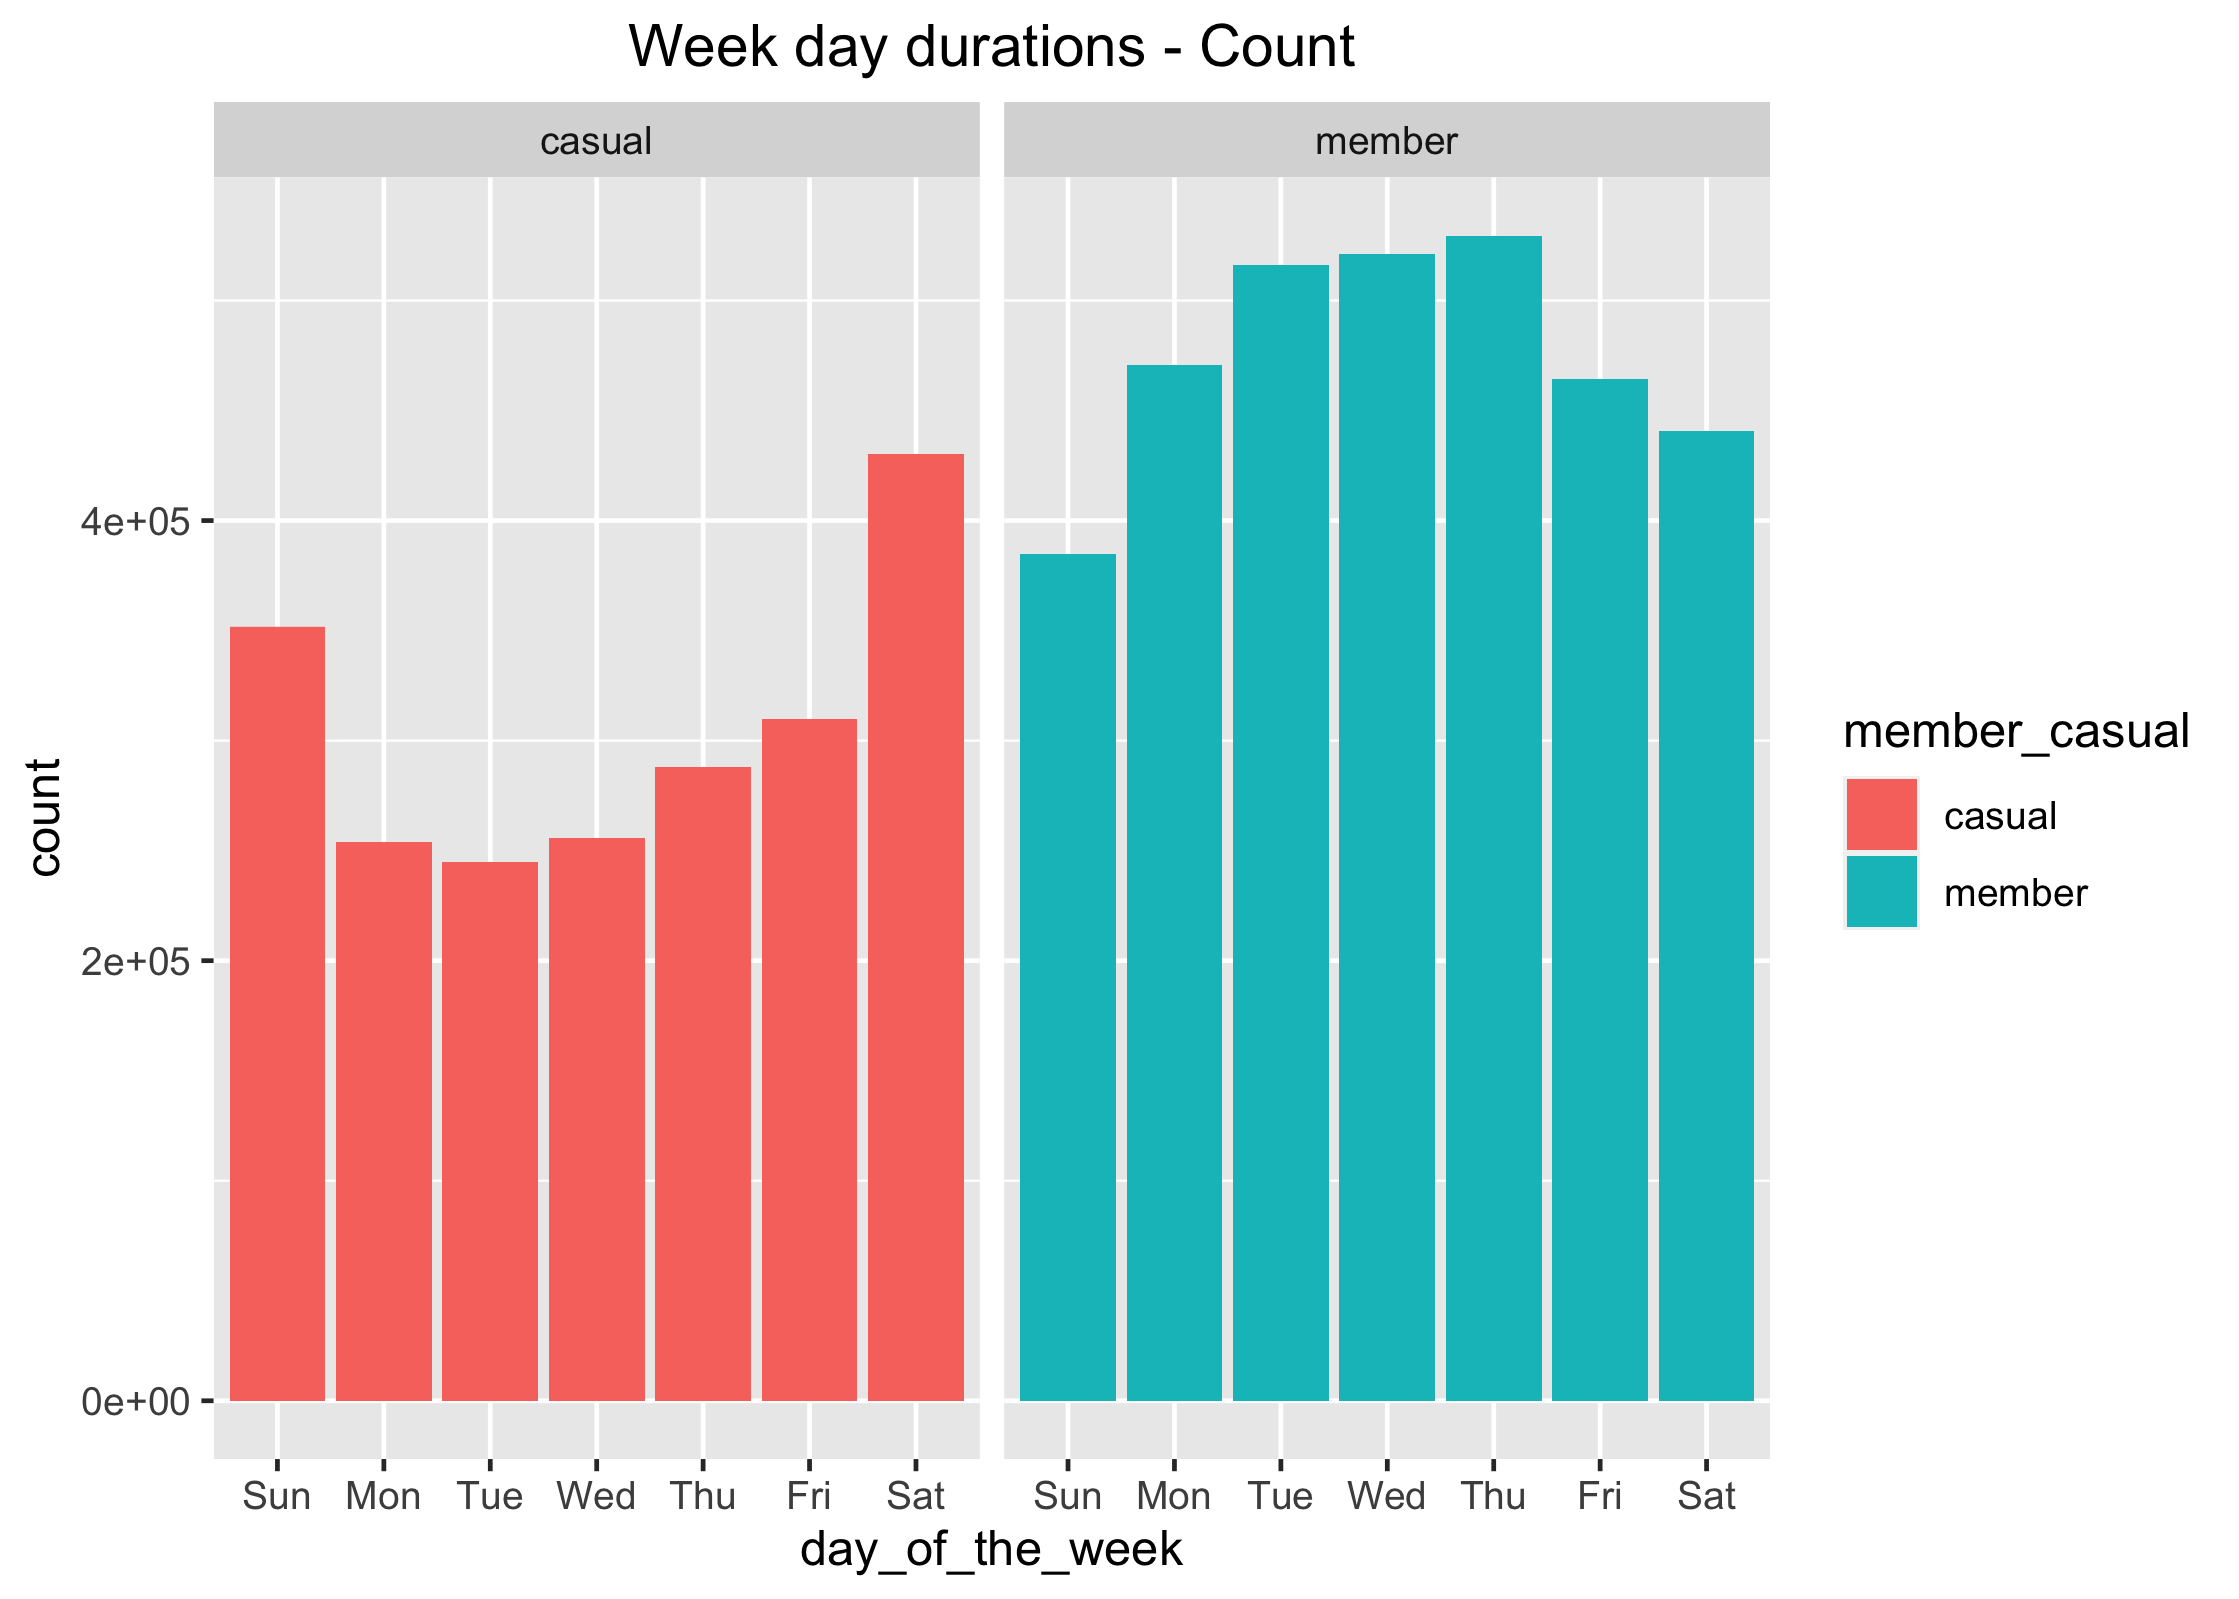 Week day durations - Count
casual
member
4e+05
2e+05
0e+00
count
Sun Mon Tue Wed Thu Fri Sat
Sun Mon Tue Wed Thu Fri Sat
day_of_the_week
member_casual
casual
member